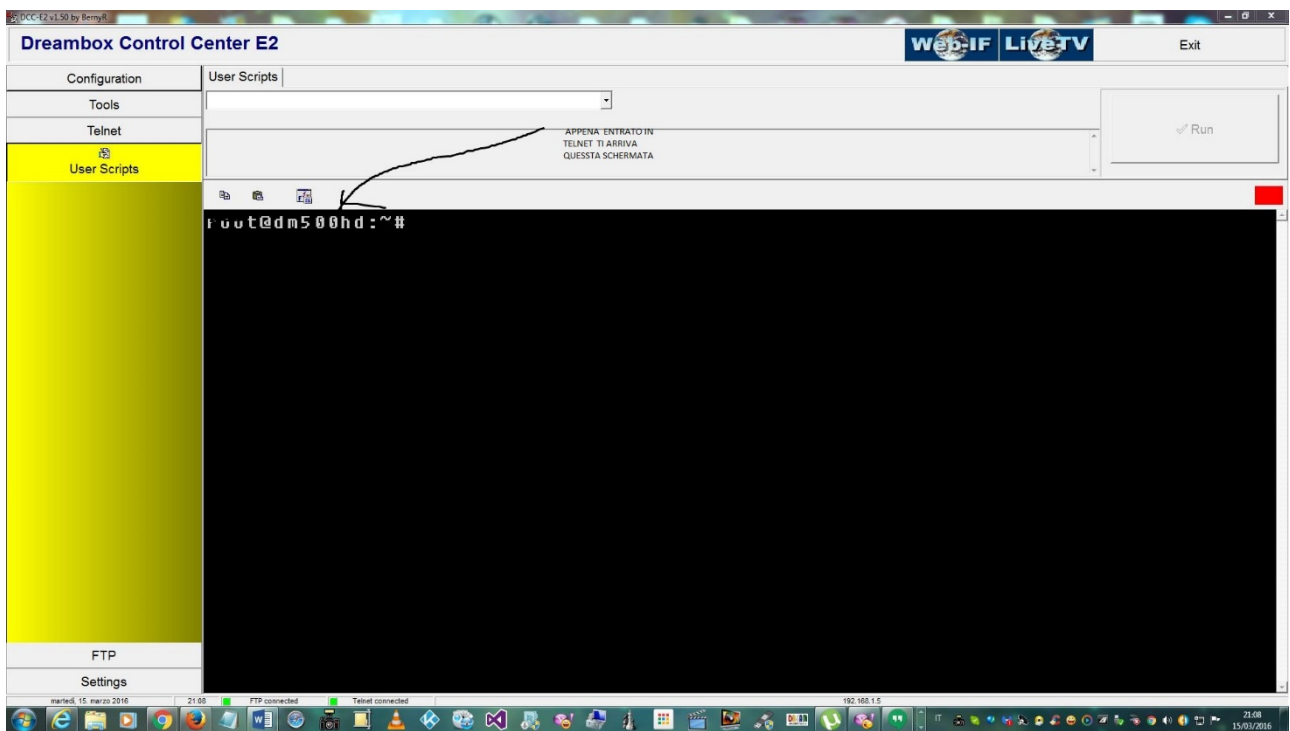 DCC-E2 v1.50 by BernyR
Dreambox Control Center E2
Web-IF
LiveTV
Exit
Configuration
User Scripts
Tools
Telnet
User Scripts
APPENA ENTRATO IN
TELNET TI ARRIVA
QUESSTA SCHERMATA
Run
root@dm500hd:~#
FTP
Settings
martedì, 15. marzo 2016
21:08
FTP connected
Telnet connected
192.168.1.5
IT
21:08
15/03/2016